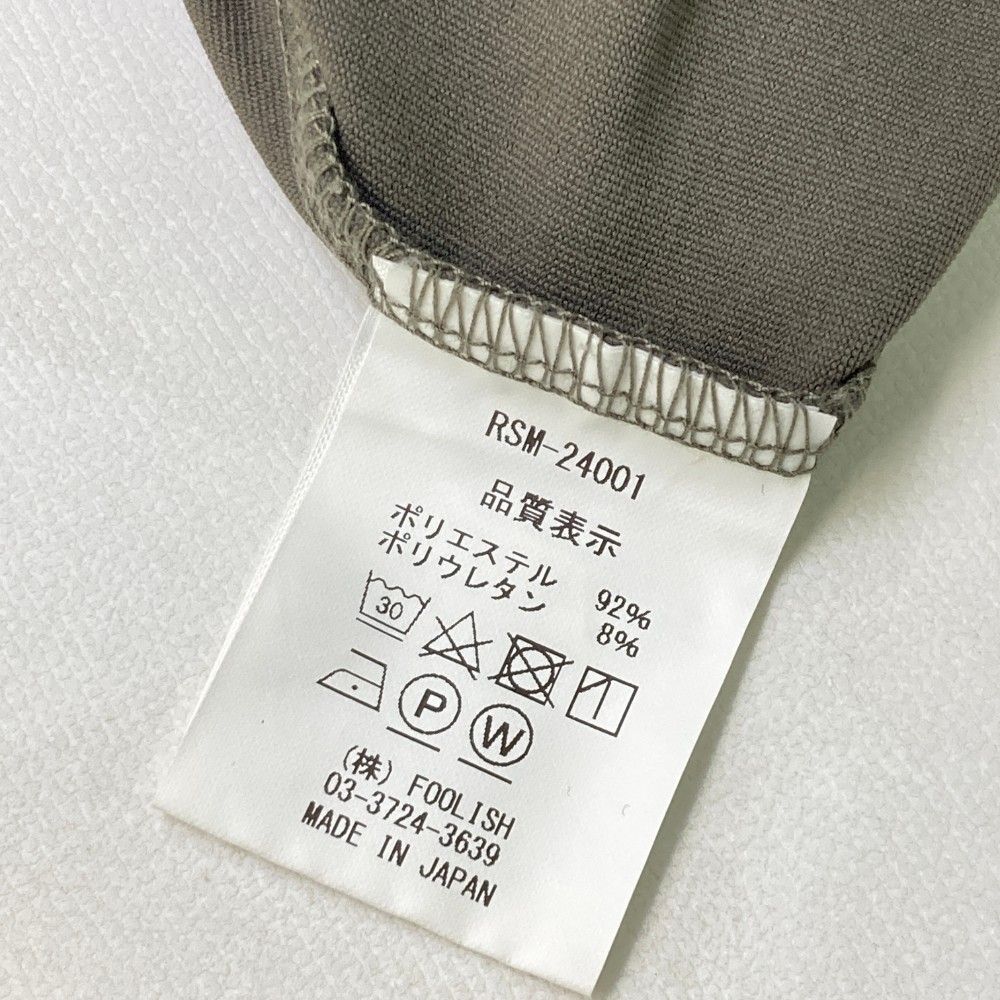 RSM-24001
品質表示
ポリエステル 92%
ポリウレタン 8%
30
P W
(株) FOOLISH
03-3724-3639
MADE IN JAPAN